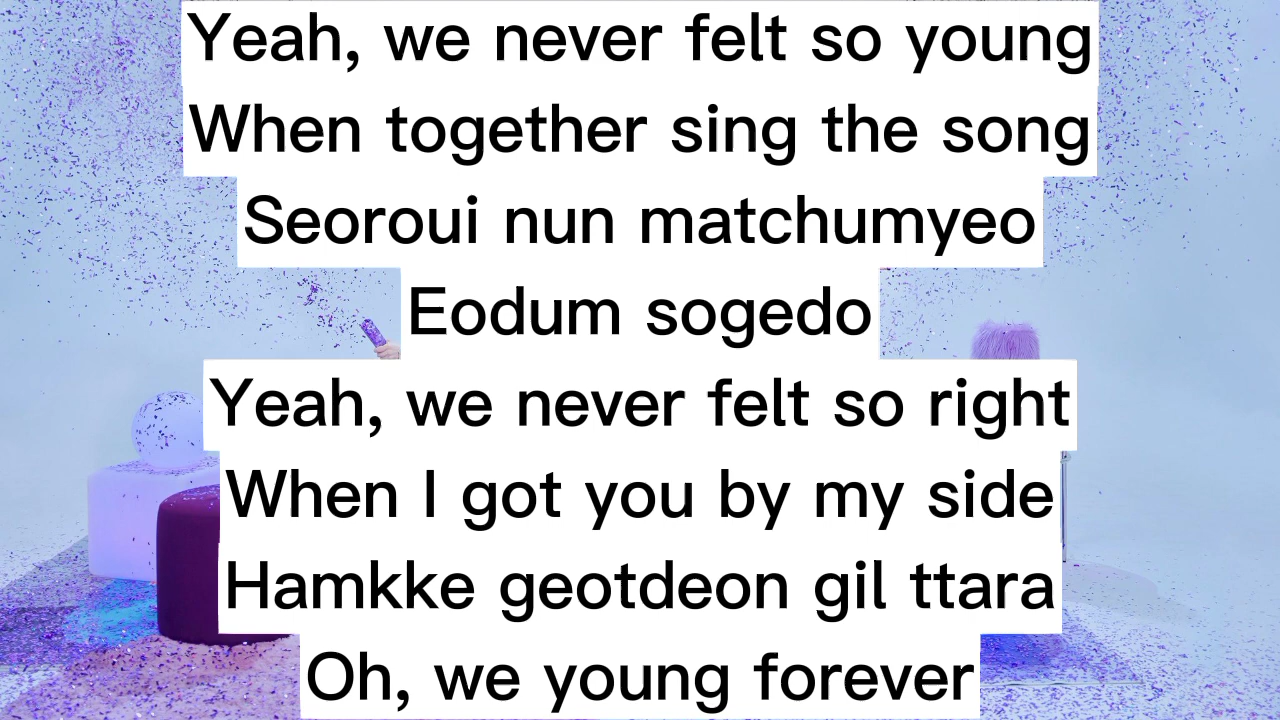 Yeah, we never felt so young
When together sing the song
Seoroui nun matchumyeo
Eodum sogedo
Yeah, we never felt so right
When I got you by my side
Hamkke geotdeon gil ttara
Oh, we young forever